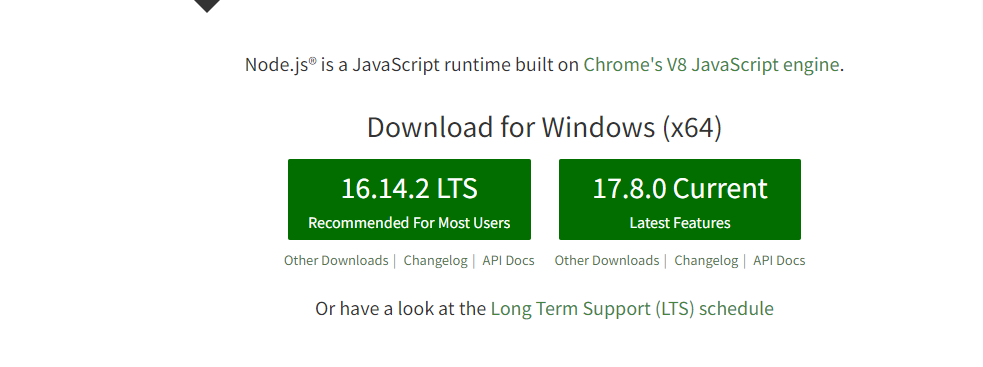 Node.js® is a JavaScript runtime built on Chrome's V8 JavaScript engine.
Download for Windows (x64)
16.14.2 LTS
Recommended For Most Users
17.8.0 Current
Latest Features
Other Downloads | Changelog | API Docs
Other Downloads | Changelog | API Docs
Or have a look at the Long Term Support (LTS) schedule